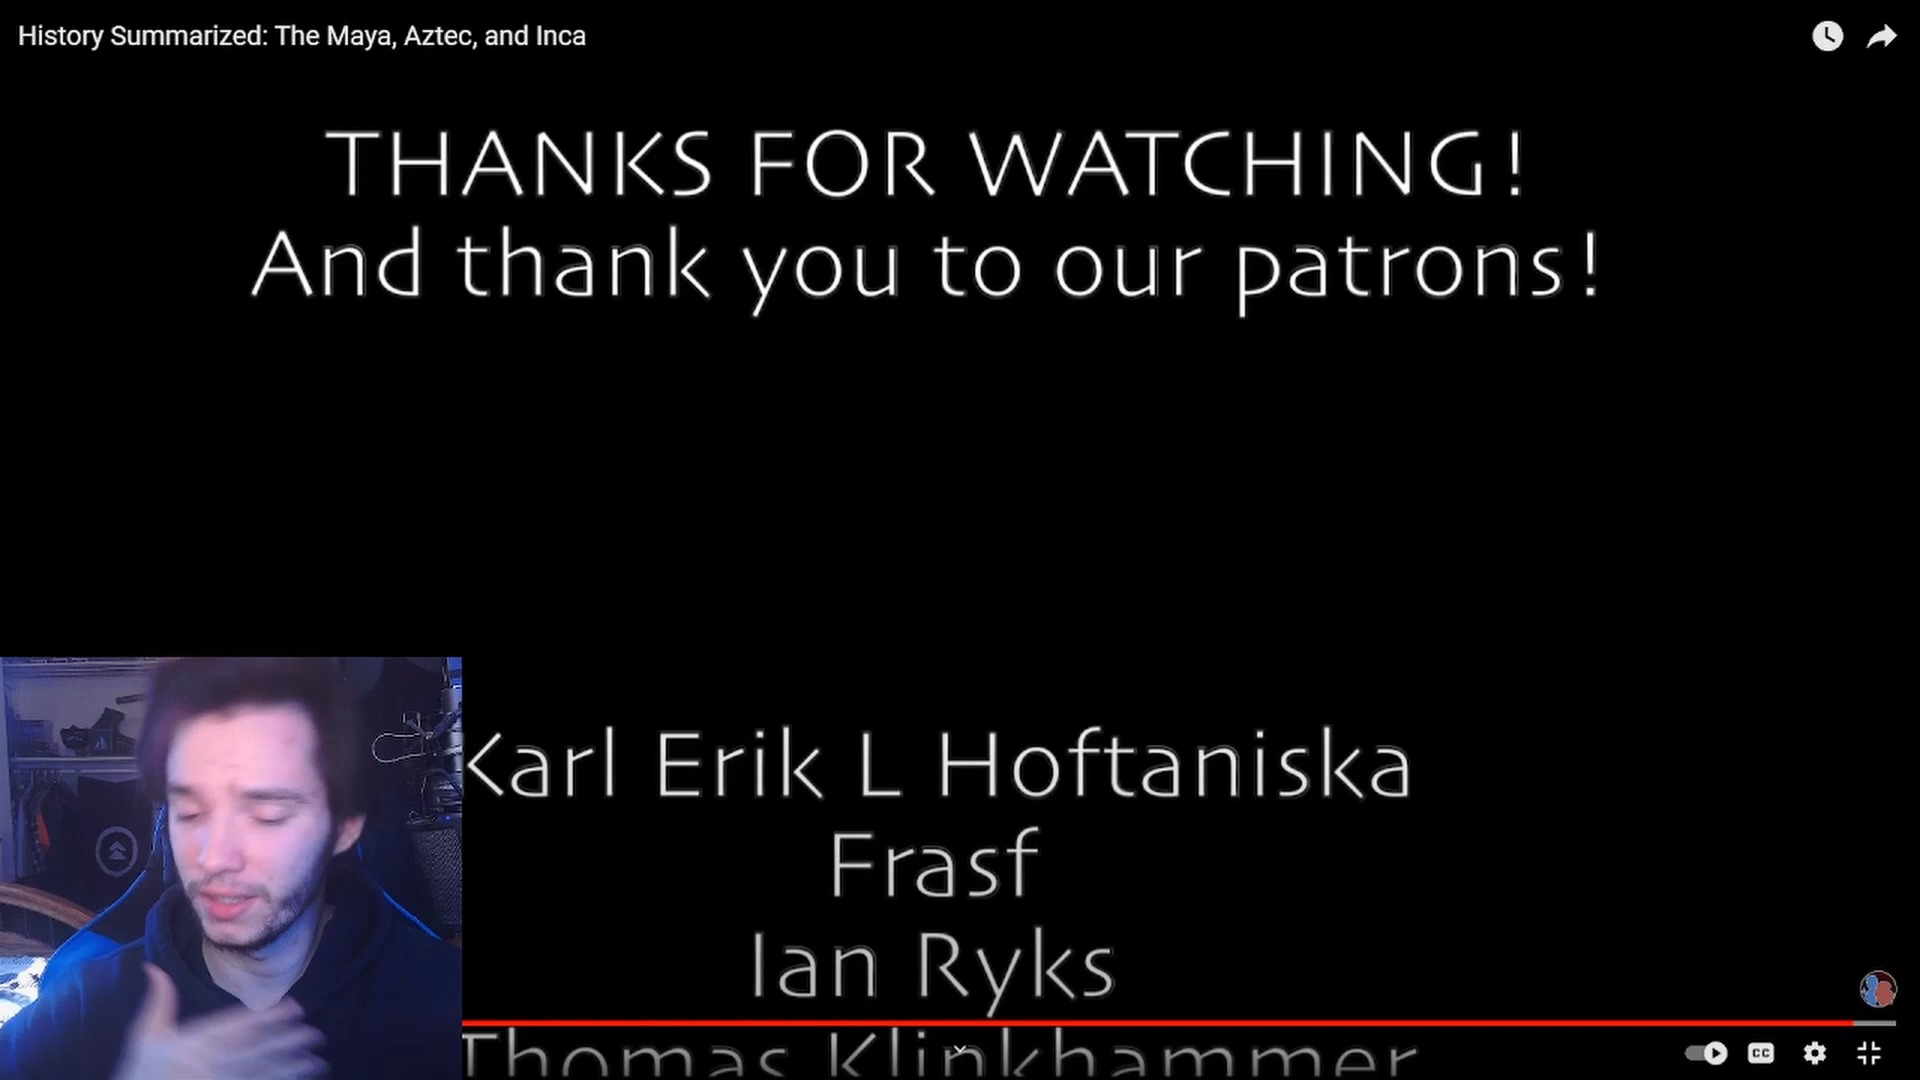 History Summarized: The Maya, Aztec, and Inca
THANKS FOR WATCHING!
And thank you to our patrons!
Karl Erik L Hoftaniska
Frasf
Ian Ryks
Thomas Klinkhammer
CC